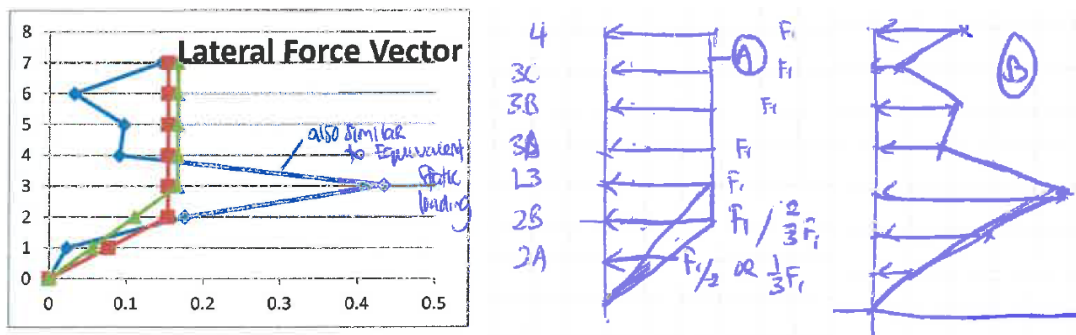 Lateral Force Vector
8
7
6
5
4
3
2
1
0
0 0.1 0.2 0.3 0.4 0.5
also similar
to Equivalent
Static
loading
4 F₁
3C F₁
3B F₁
3A F₁
L3 F₁
2B F₁ / 2/3 F₁
2A F₁/2 OR 1/3 F₁
A
B